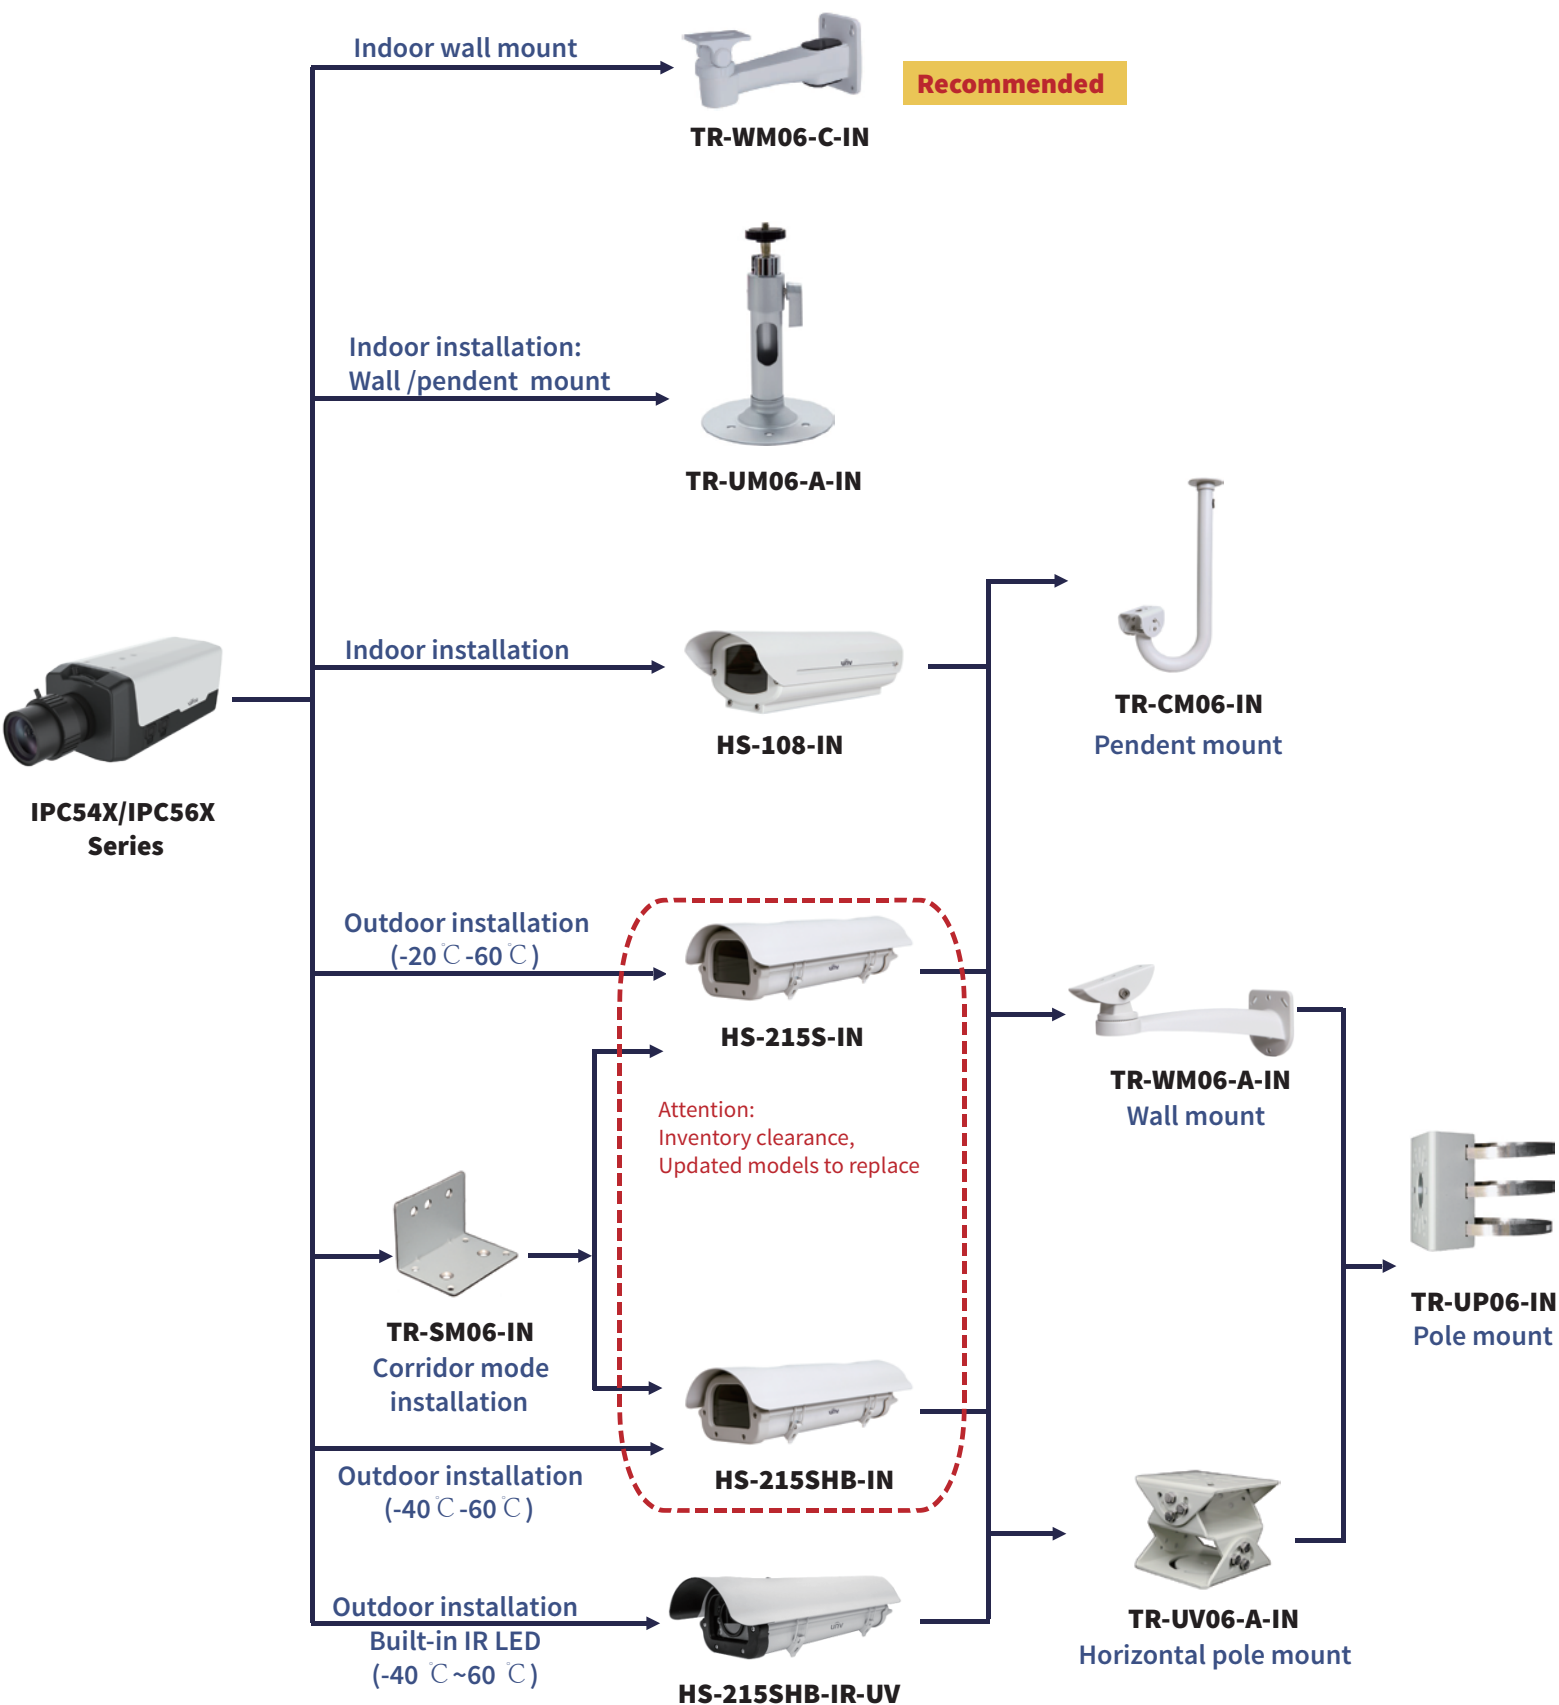 Indoor wall mount
Recommended
TR-WM06-C-IN
Indoor installation:
Wall /pendent mount
TR-UM06-A-IN
Indoor installation
unv
HS-108-IN
TR-CM06-IN
Pendent mount
IPC54X/IPC56X
Series
Outdoor installation
(-20℃-60℃)
unv
HS-215S-IN
TR-WM06-A-IN
Wall mount
Attention:
Inventory clearance,
Updated models to replace
TR-SM06-IN
Corridor mode
installation
TR-UP06-IN
Pole mount
unv
HS-215SHB-IN
Outdoor installation
(-40℃-60℃)
Outdoor installation
Built-in IR LED
(-40 ℃~60 ℃)
unv
HS-215SHB-IR-UV
TR-UV06-A-IN
Horizontal pole mount